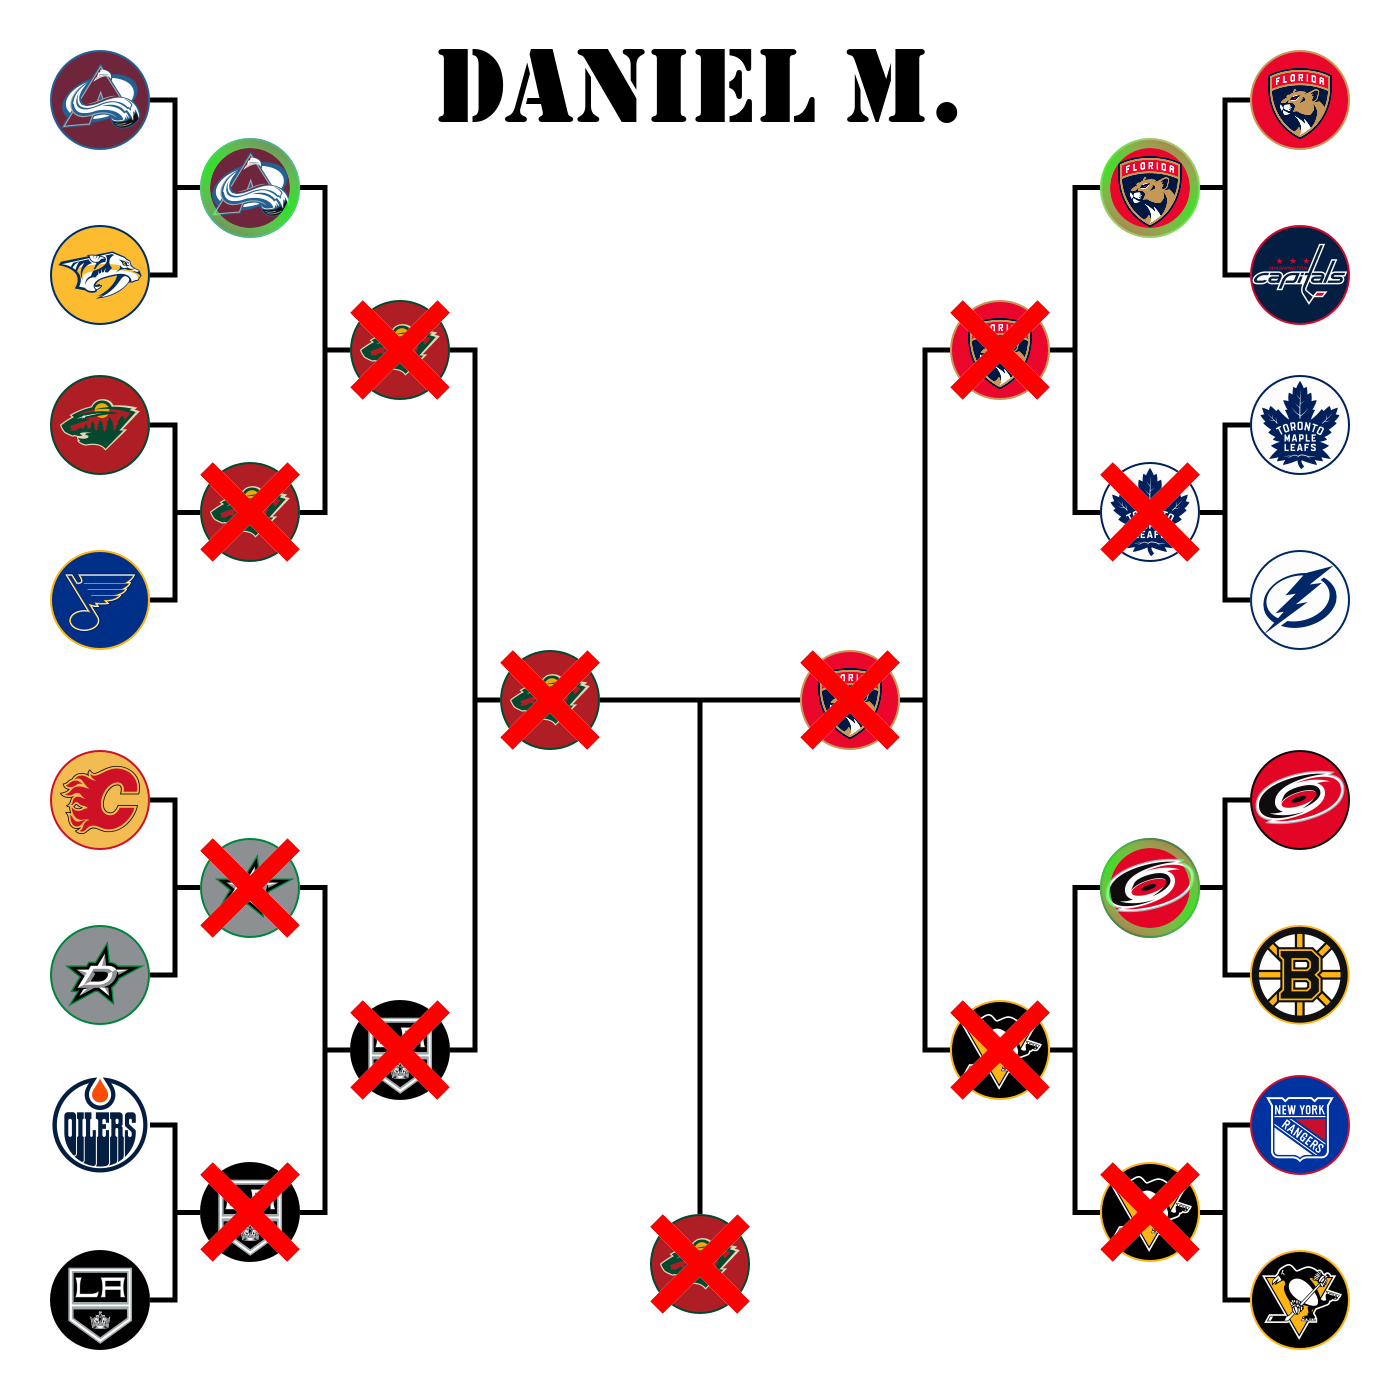 DANIEL M.
FLORIDA
FLORIDA
capitals
TORONTO
MAPLE
LEAFS
OILERS
NEW YORK
RANGERS
LA
B